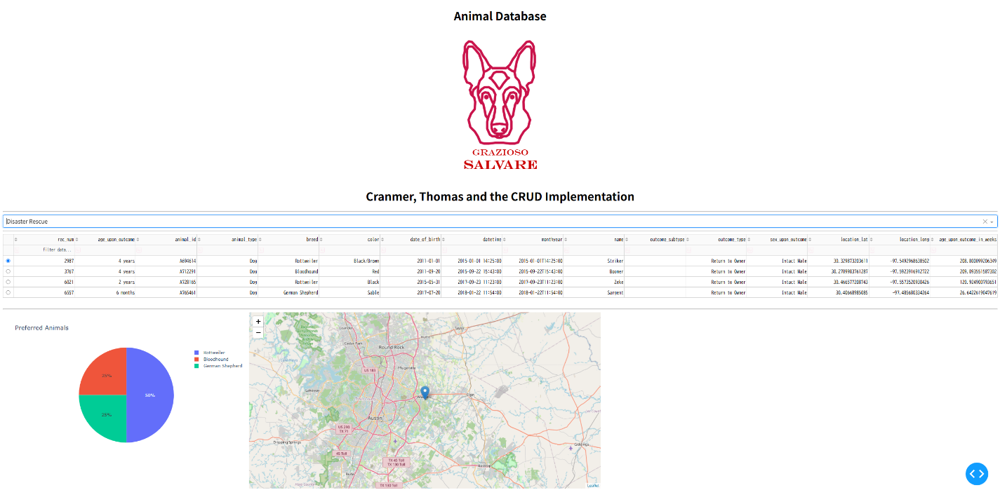 Animal Database
GRAZIOSO
SALVARE
Cranmer, Thomas and the CRUD Implementation
Disaster Rescue
rec_num age_upon_outcome animal_id animal_type breed color date_of_birth datetime monthyear name outcome_subtype outcome_type sex_upon_outcome location_lat location_long age_upon_outcome_in_weeks
filter data...
2987 4 years A694614 Dog Rottweiler Black/Brown 2011-01-01 2015-01-01 14:25:00 2015-01-01T14:25:00 Striker Return to Owner Intact Male 30.329873203611 -97.5492968638502 208.800099206349
3767 4 years A712291 Dog Bloodhound Red 2011-09-20 2015-09-22 15:43:00 2015-09-22T15:43:00 Boomer Return to Owner Intact Male 30.2709983761287 -97.5923916912722 209.093551587302
6021 2 years A728165 Dog Rottweiler Black 2015-05-31 2017-09-23 11:23:00 2017-09-23T11:23:00 Zeke Return to Owner Intact Male 30.466577208743 -97.5573520930426 120.924900793651
6557 6 months A765461 Dog German Shepherd Sable 2017-07-20 2018-01-22 11:54:00 2018-01-22T11:54:00 Sargent Return to Owner Intact Male 30.40668985085 -97.485680334264 26.6422619047619
Preferred Animals
Rottweiler
Bloodhound
German Shepherd
25%
50%
25%
+
−
Leander
Taylor
Hutto
Cedar Park
Round Rock
Pflugerville
US 183
Lakeway
Elgin
Austin
US 290
TX 71
Dripping Springs
Giddings
45 Toll
TX 45 Toll
TX 130 Toll
Bastrop
Buda
Hays County
TX 130 Toll
Leaflet